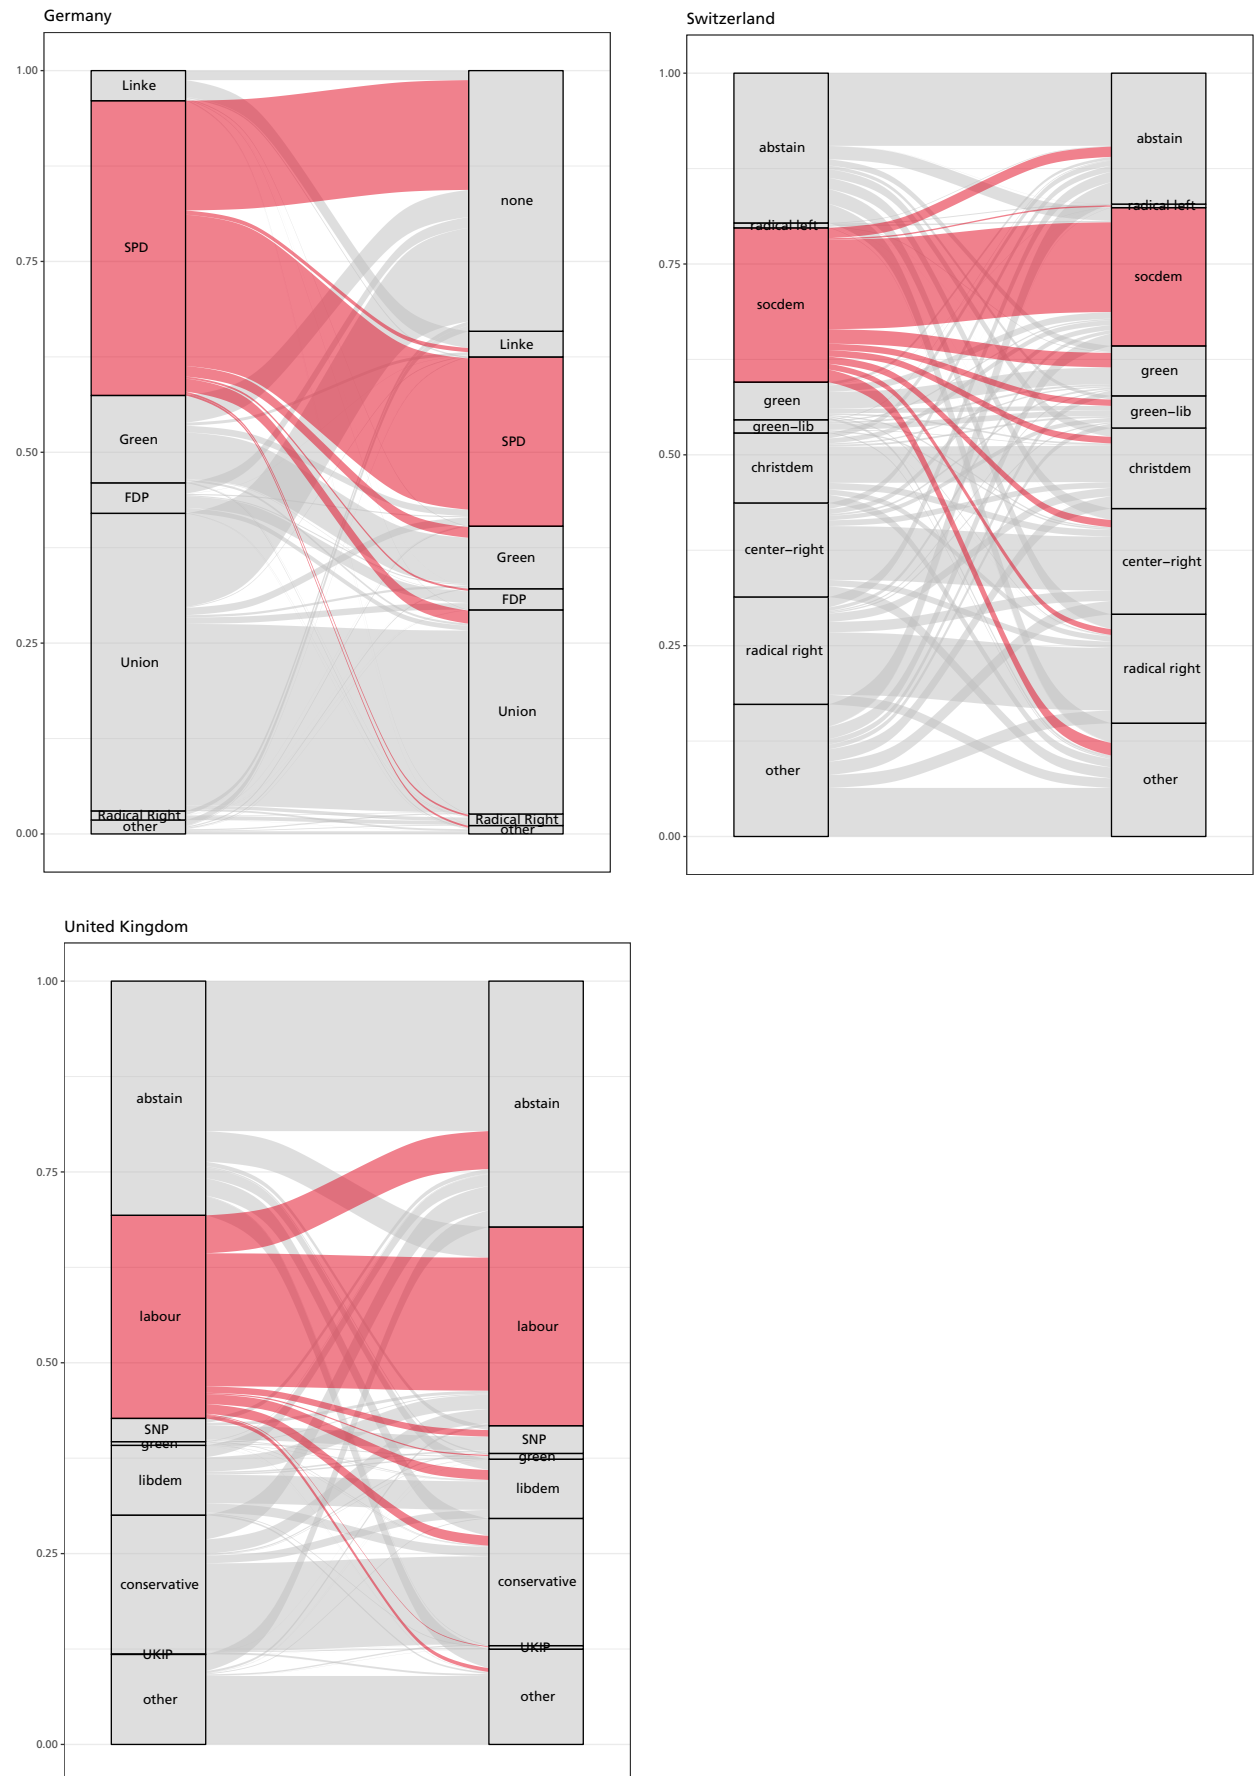 Germany
1.00
0.75
0.50
0.25
0.00
Linke
SPD
Green
FDP
Union
Radical Right
other
none
Linke
SPD
Green
FDP
Union
Radical Right
other
Switzerland
1.00
0.75
0.50
0.25
0.00
abstain
radical left
socdem
green
green−lib
christdem
center−right
radical right
other
abstain
radical left
socdem
green
green−lib
christdem
center−right
radical right
other
United Kingdom
1.00
0.75
0.50
0.25
0.00
abstain
labour
SNP
green
libdem
conservative
UKIP
other
abstain
labour
SNP
green
libdem
conservative
UKIP
other